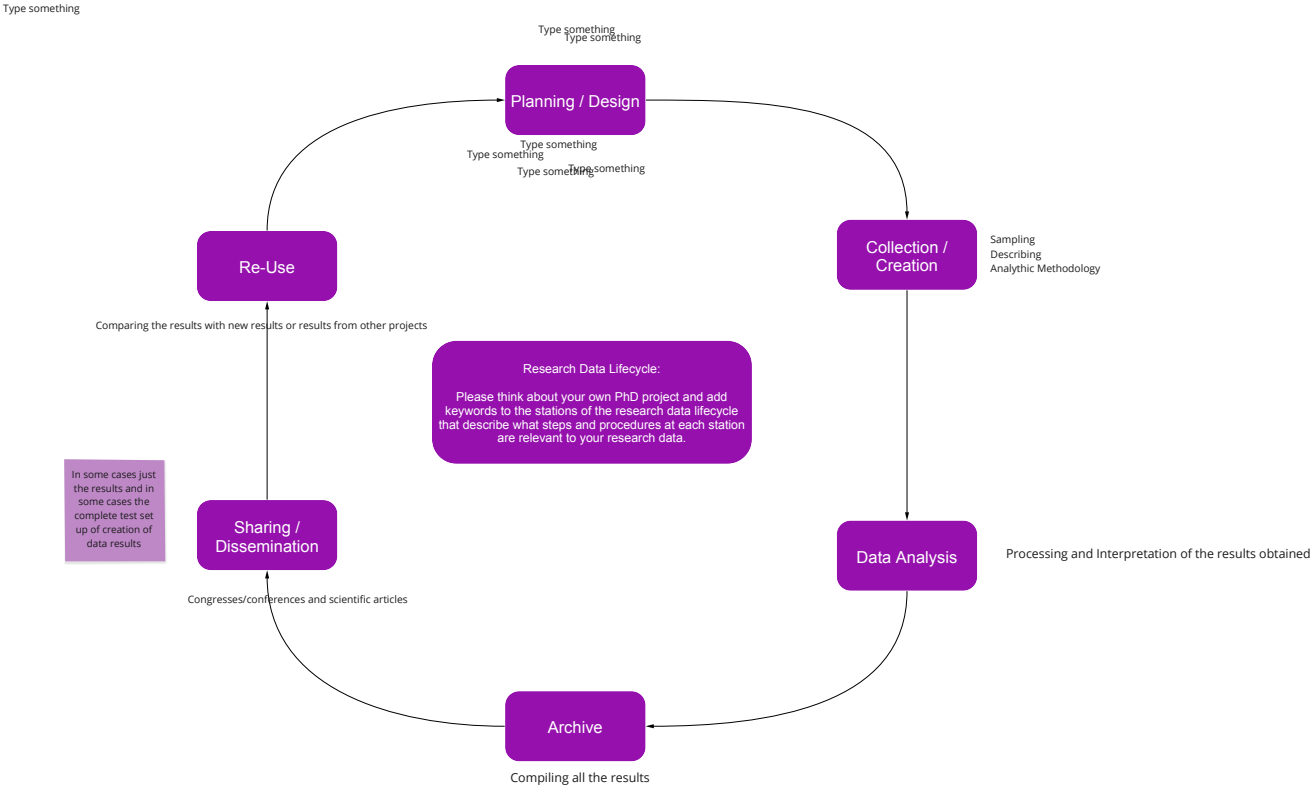 Type something
Type something
Type something
Planning / Design
Type something
Type something
Type something
Type something
Re-Use
Collection /
Creation
Sampling
Describing
Analytic Methodology
Comparing the results with new results or results from other projects
Research Data Lifecycle:
Please think about your own PhD project and add
keywords to the stations of the research data lifecycle
that describe what steps and procedures at each station
are relevant to your research data.
In some cases just
the results and in
some cases the
complete test set
up of creation of
data results
Sharing /
Dissemination
Data Analysis
Processing and Interpretation of the results obtained
Congresses/conferences and scientific articles
Archive
Compiling all the results